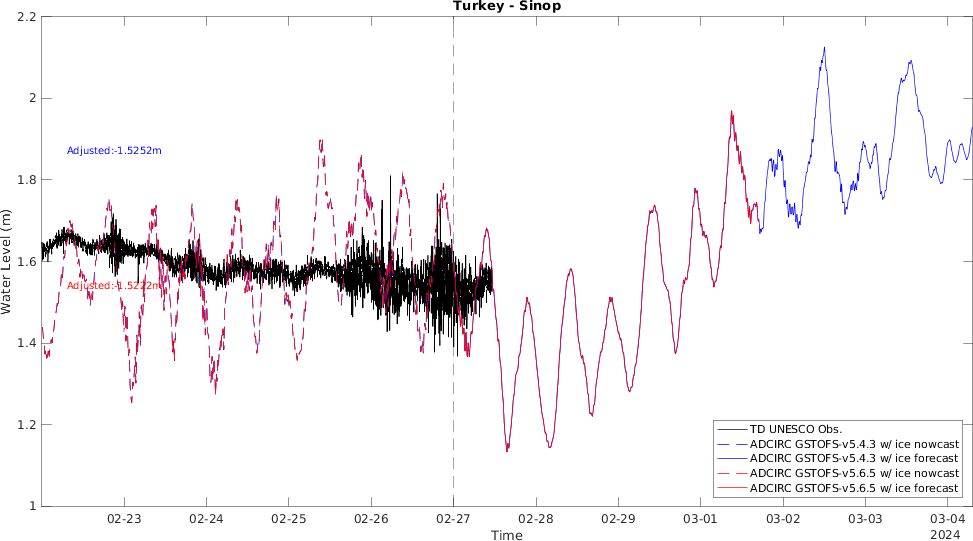 Turkey - Sinop
2.2
2
1.8
1.6
1.4
1.2
1
Water Level (m)
Adjusted:-1.5252m
Adjusted:-1.5222m
TD UNESCO Obs.
ADCIRC GSTOFS-v5.4.3 w/ ice nowcast
ADCIRC GSTOFS-v5.4.3 w/ ice forecast
ADCIRC GSTOFS-v5.6.5 w/ ice nowcast
ADCIRC GSTOFS-v5.6.5 w/ ice forecast
02-23 02-24 02-25 02-26 02-27 02-28 02-29 03-01 03-02 03-03 03-04
Time 2024